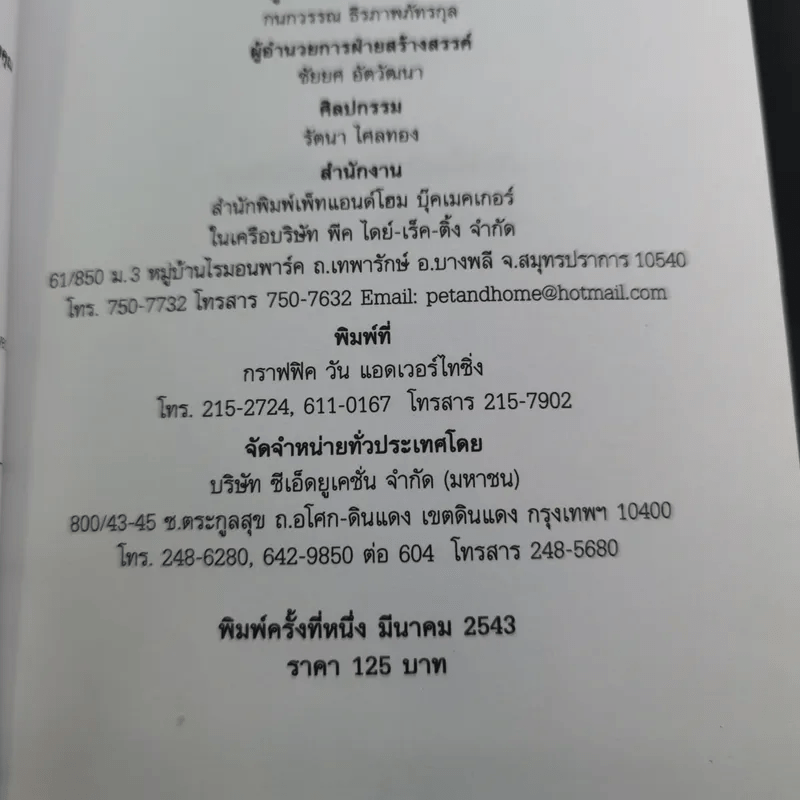 กนกวรรณ ธีรภาพภัทรกุล
ผู้อำนวยการฝ่ายสร้างสรรค์
ชัยยศ อัตวัฒนา
ศิลปกรรม
รัตนา ไศลทอง
สำนักงาน
สำนักพิมพ์เพ็ทแอนด์โฮม บุ๊คเมคเกอร์
ในเครือบริษัท พีค ไดย์-เร็ค-ติ้ง จำกัด
61/850 ม.3 หมู่บ้านไรมอนพาร์ค ถ.เทพารักษ์ อ.บางพลี จ.สมุทรปราการ 10540
โทร. 750-7732 โทรสาร 750-7632 Email: petandhome@hotmail.com
พิมพ์ที่
กราฟฟิค วัน แอดเวอร์ไทซิ่ง
โทร. 215-2724, 611-0167 โทรสาร 215-7902
จัดจำหน่ายทั่วประเทศโดย
บริษัท ซีเอ็ดยูเคชั่น จำกัด (มหาชน)
800/43-45 ซ.ตระกูลสุข ถ.อโศก-ดินแดง เขตดินแดง กรุงเทพฯ 10400
โทร. 248-6280, 642-9850 ต่อ 604 โทรสาร 248-5680
พิมพ์ครั้งที่หนึ่ง มีนาคม 2543
ราคา 125 บาท